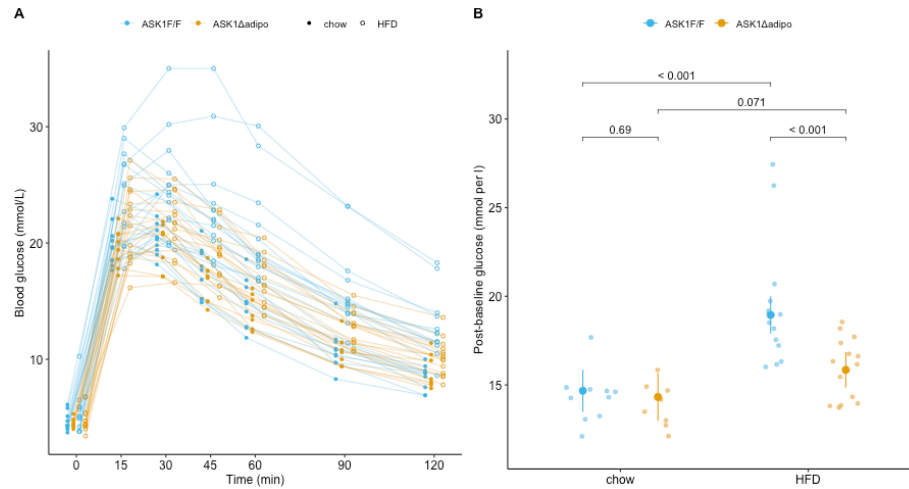 A
ASK1F/F ASK1Δadipo chow HFD
Blood glucose (mmol/L)
30
20
10
0 15 30 45 60 90 120
Time (min)
B
ASK1F/F ASK1Δadipo
Post-baseline glucose (mmol per l)
30
25
20
15
< 0.001
0.071
0.69 < 0.001
chow HFD